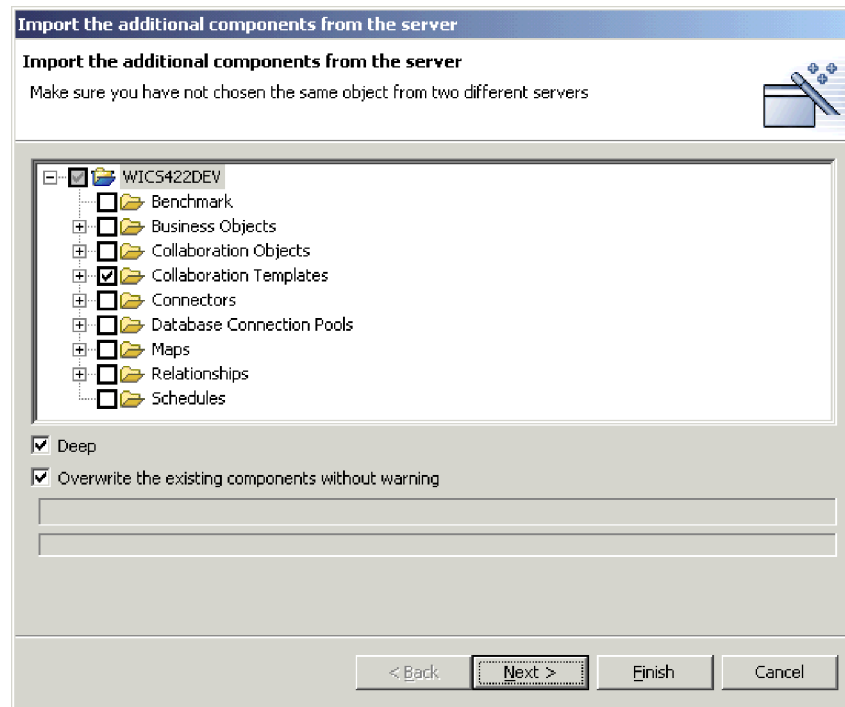 Import the additional components from the server
Import the additional components from the server
Make sure you have not chosen the same object from two different servers
WICS422DEV
Benchmark
Business Objects
Collaboration Objects
Collaboration Templates
Connectors
Database Connection Pools
Maps
Relationships
Schedules
Deep
Overwrite the existing components without warning
< Back
Next >
Finish
Cancel